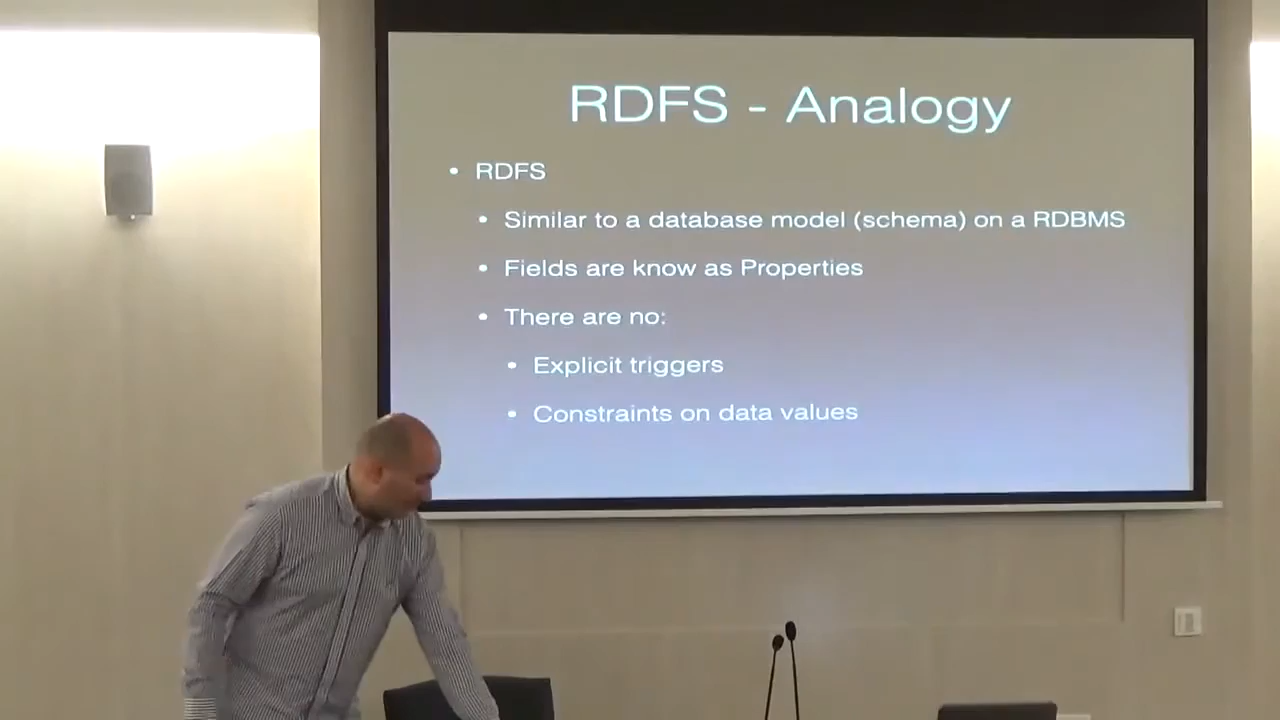 RDFS - Analogy
• RDFS
• Similar to a database model (schema) on a RDBMS
• Fields are know as Properties
• There are no:
• Explicit triggers
• Constraints on data values